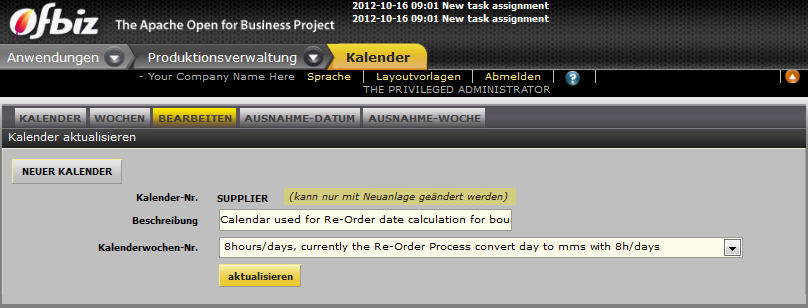 2012-10-16 09:01 New task assignment
2012-10-16 09:01 New task assignment
Ofbiz The Apache Open for Business Project
Anwendungen Produktionsverwaltung Kalender
- Your Company Name Here Sprache Layoutvorlagen Abmelden ?
THE PRIVILEGED ADMINISTRATOR
KALENDER WOCHEN BEARBEITEN AUSNAHME-DATUM AUSNAHME-WOCHE
Kalender aktualisieren
NEUER KALENDER
Kalender-Nr. SUPPLIER (kann nur mit Neuanlage geändert werden)
Beschreibung Calendar used for Re-Order date calculation for bou
Kalenderwochen-Nr. 8hours/days, currently the Re-Order Process convert day to mms with 8h/days
aktualisieren